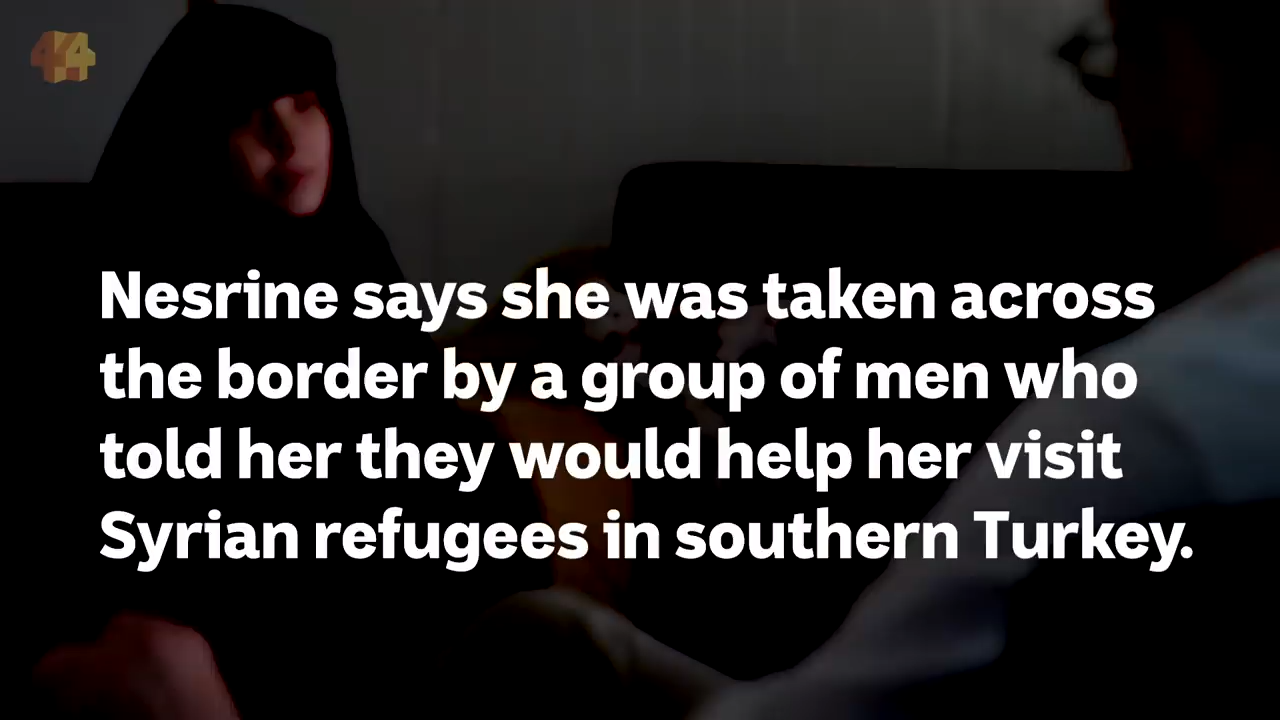 Nesrine says she was taken across
the border by a group of men who
told her they would help her visit
Syrian refugees in southern Turkey.